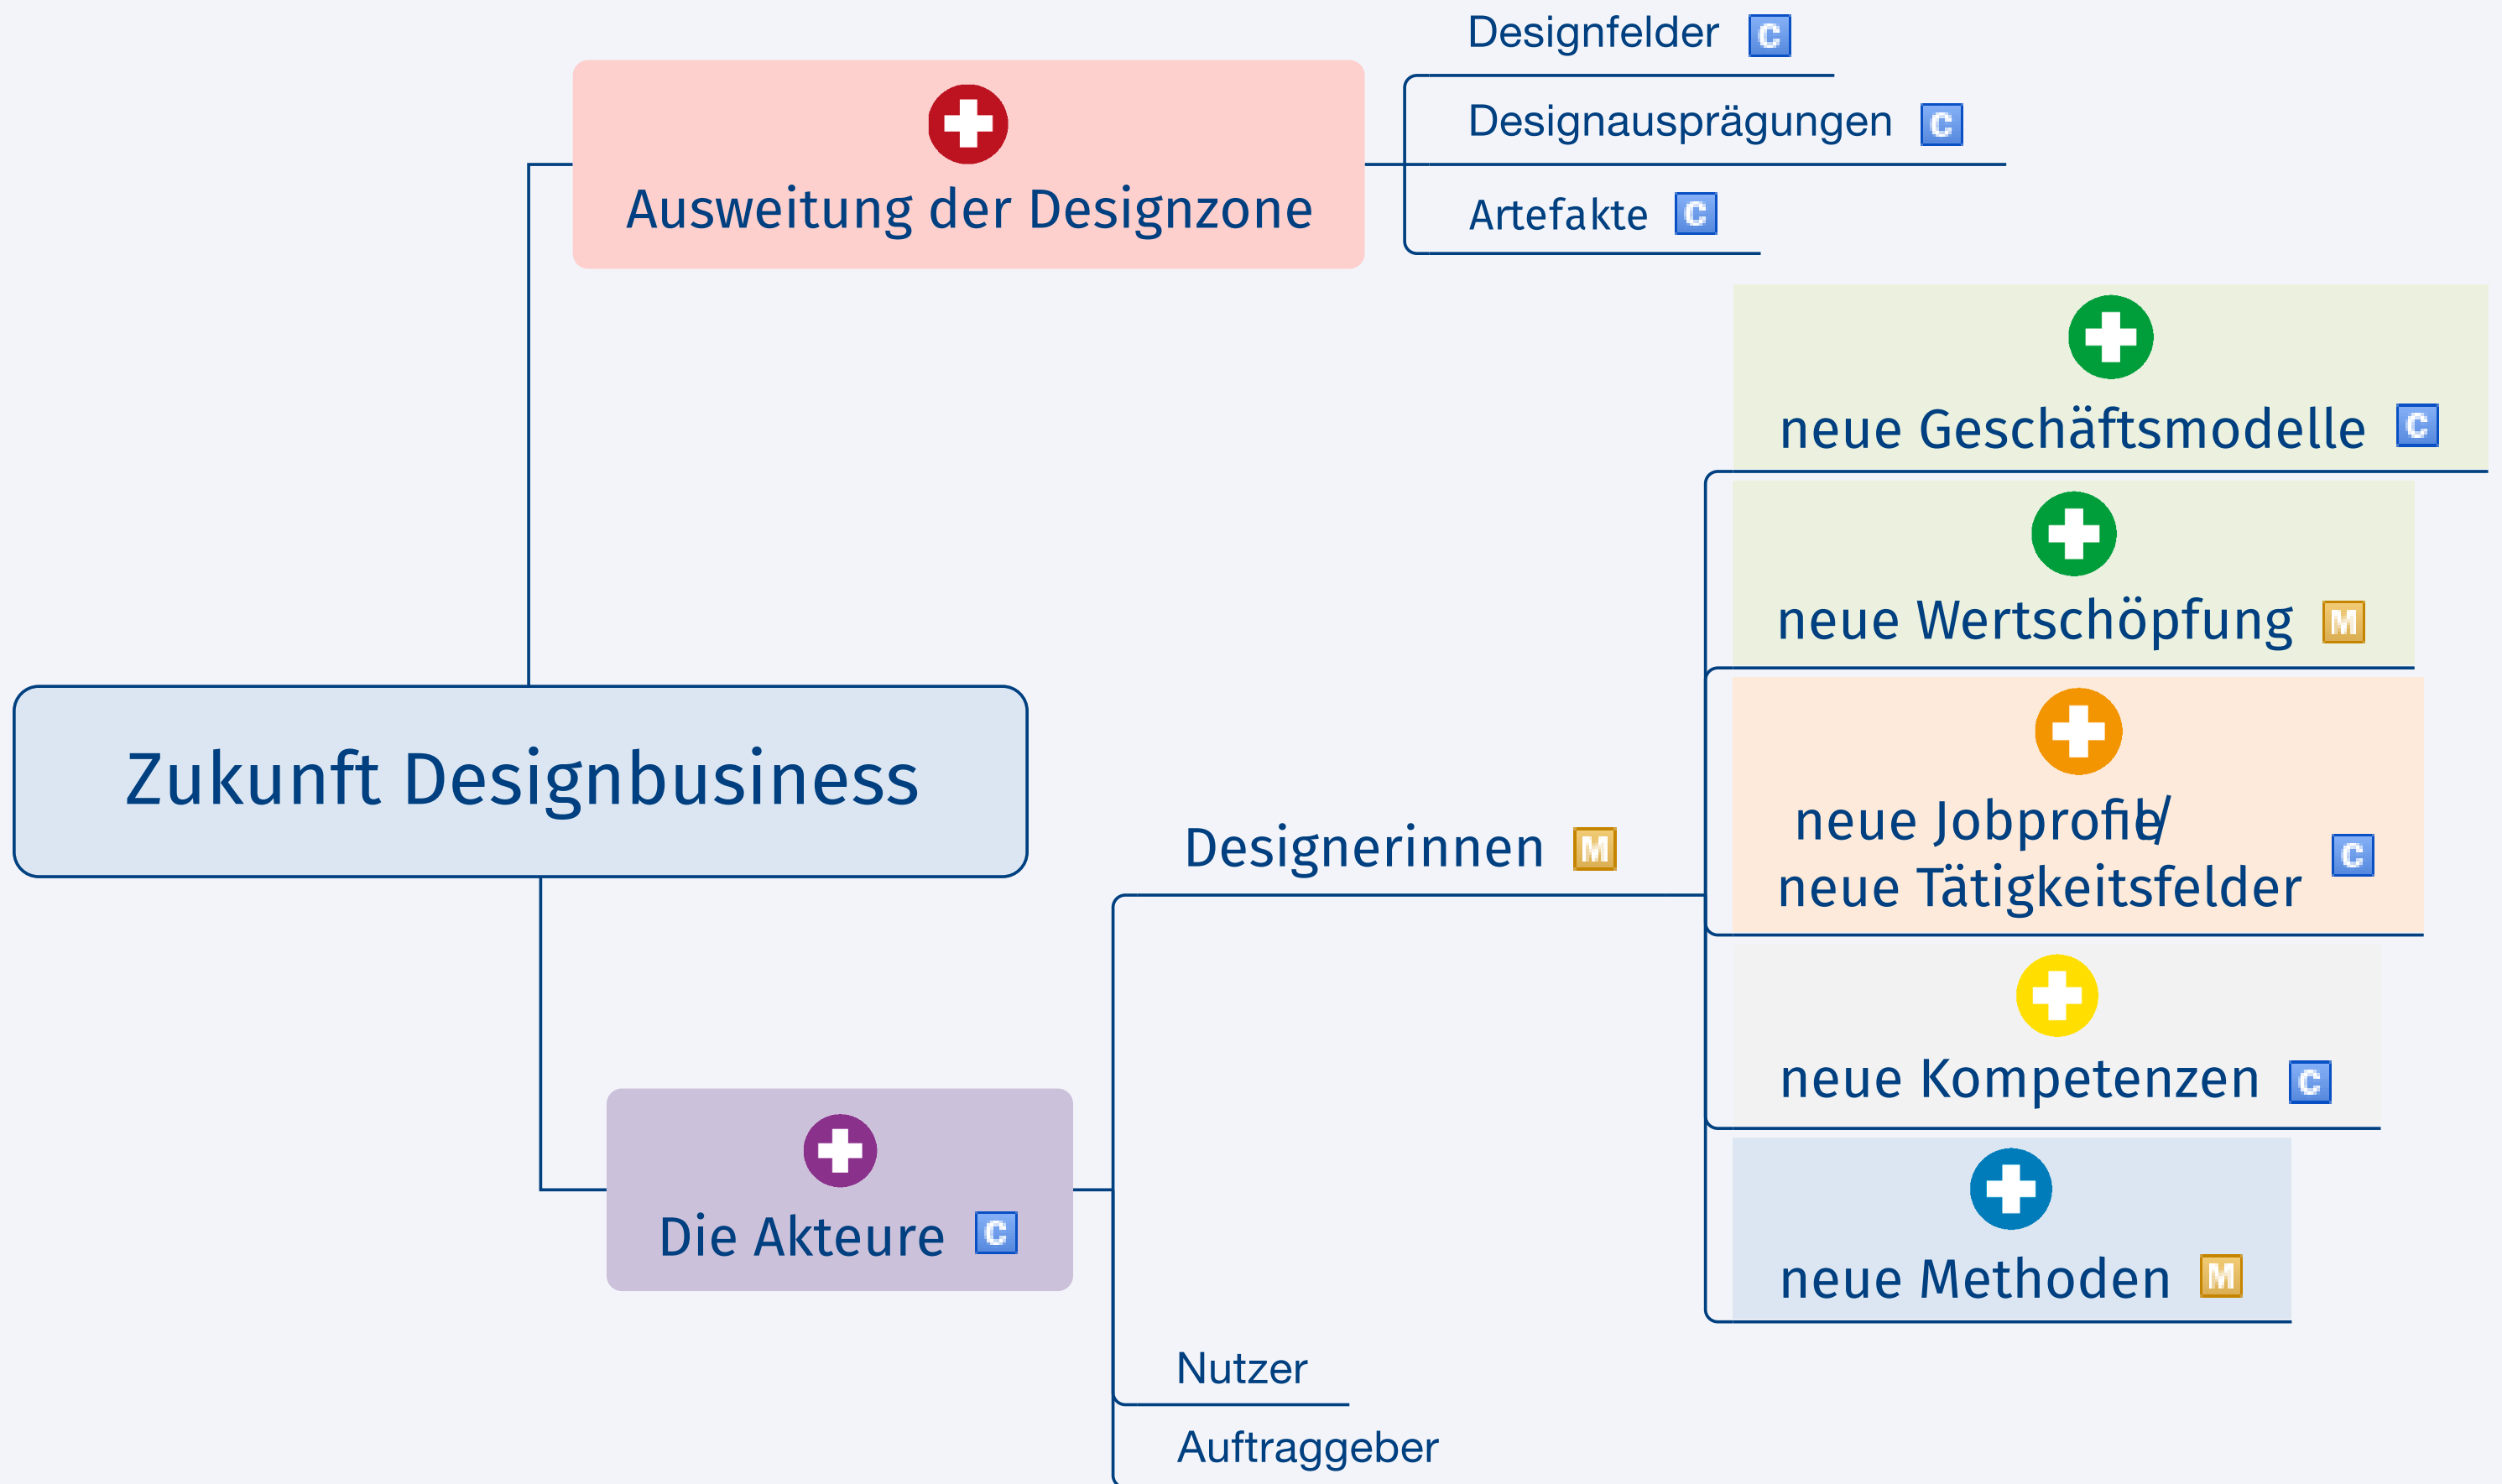 Designfelder C
Designausprägungen C
Ausweitung der Designzone
Artefakte C
neue Geschäftsmodelle C
neue Wertschöpfung M
Zukunft Designbusiness
neue Jobprofile/
neue Tätigkeitsfelder C
Designerinnen M
neue Kompetenzen C
Die Akteure C
neue Methoden M
Nutzer
Auftraggeber